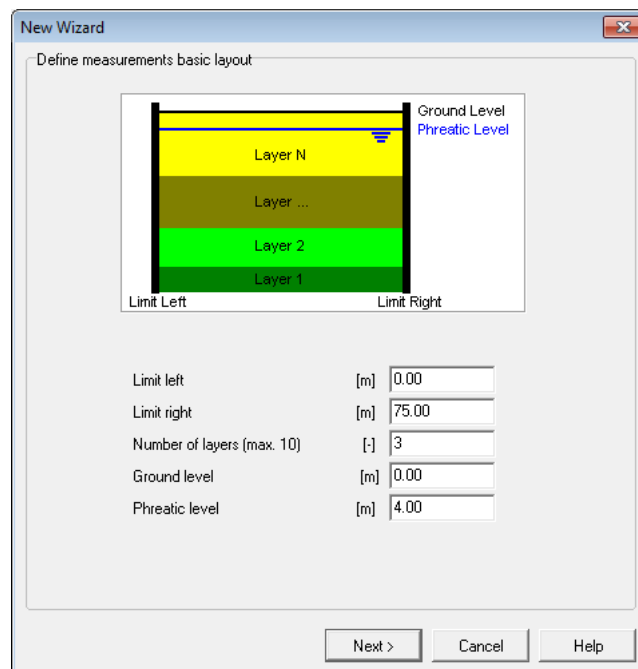 New Wizard
Define measurements basic layout
Ground Level
Phreatic Level
Layer N
Layer ...
Layer 2
Layer 1
Limit Left Limit Right
Limit left [m] 0.00
Limit right [m] 75.00
Number of layers (max. 10) [-] 3
Ground level [m] 0.00
Phreatic level [m] 4.00
Next > Cancel Help